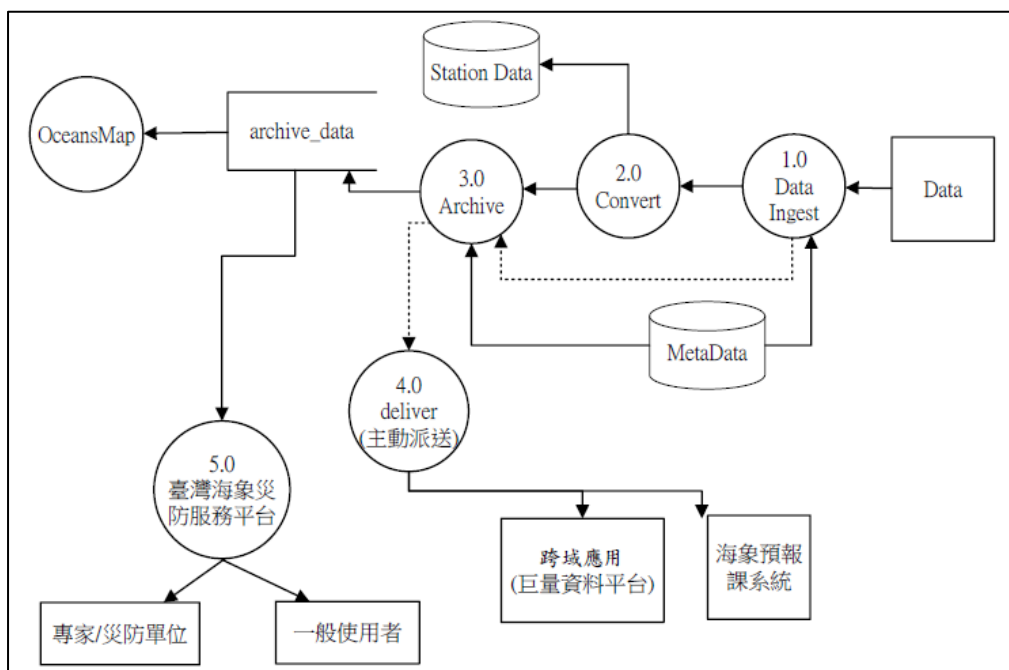 Station Data
OceansMap
archive_data
3.0
Archive
2.0
Convert
1.0
Data
Ingest
Data
MetaData
4.0
deliver
(主動派送)
5.0
臺灣海象災
防服務平台
跨域應用
(巨量資料平台)
海象預報
課系統
專家/災防單位
一般使用者